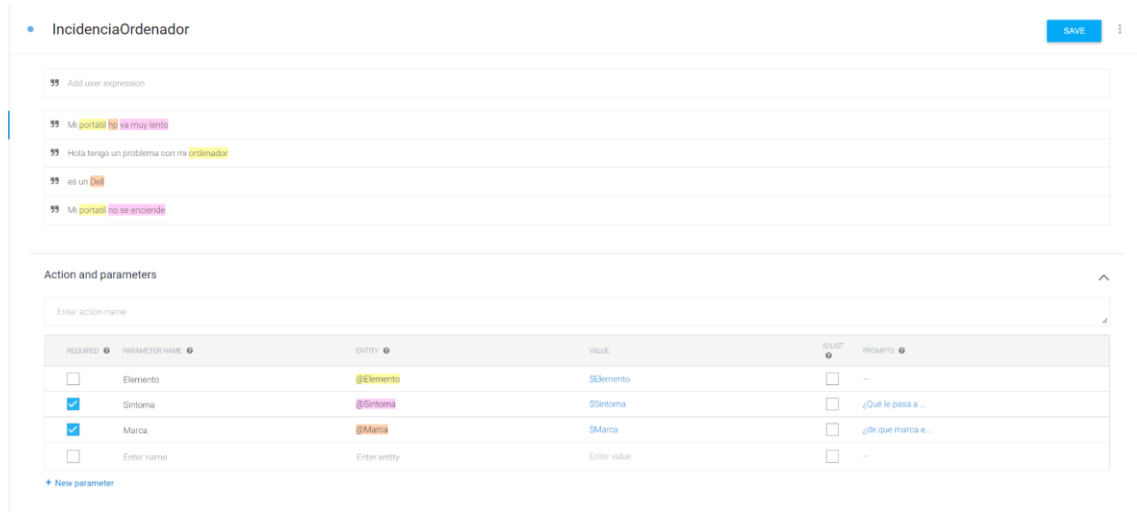 IncidenciaOrdenador
SAVE
Add user expression
Mi portátil hp va muy lento
Hola tengo un problema con mi ordenador
es un Dell
Mi portatil no se enciende
Action and parameters
Enter action name
REQUIRED PARAMETER NAME ENTITY VALUE IS LIST PROMPTS
Elemento @Elemento $Elemento —
Sintoma @Sintoma $Sintoma ¿Qué le pasa a ...
Marca @Marca $Marca ¿de que marca e...
Enter name Enter entity Enter value —
+ New parameter